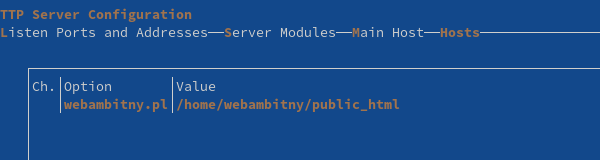 TTP Server Configuration
Listen Ports and Addresses──Server Modules──Main Host──Hosts
Ch. Option Value
webambitny.pl /home/webambitny/public_html